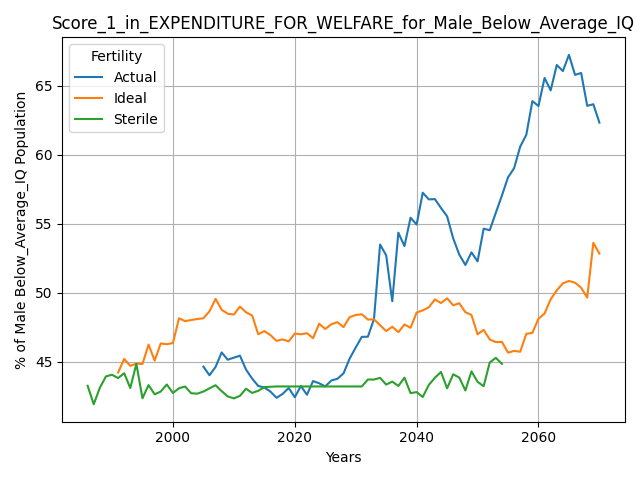 Score_1_in_EXPENDITURE_FOR_WELFARE_for_Male_Below_Average_IQ
Fertility
Actual
Ideal
Sterile
% of Male Below_Average_IQ Population
65
60
55
50
45
2000
2020
2040
2060
Years